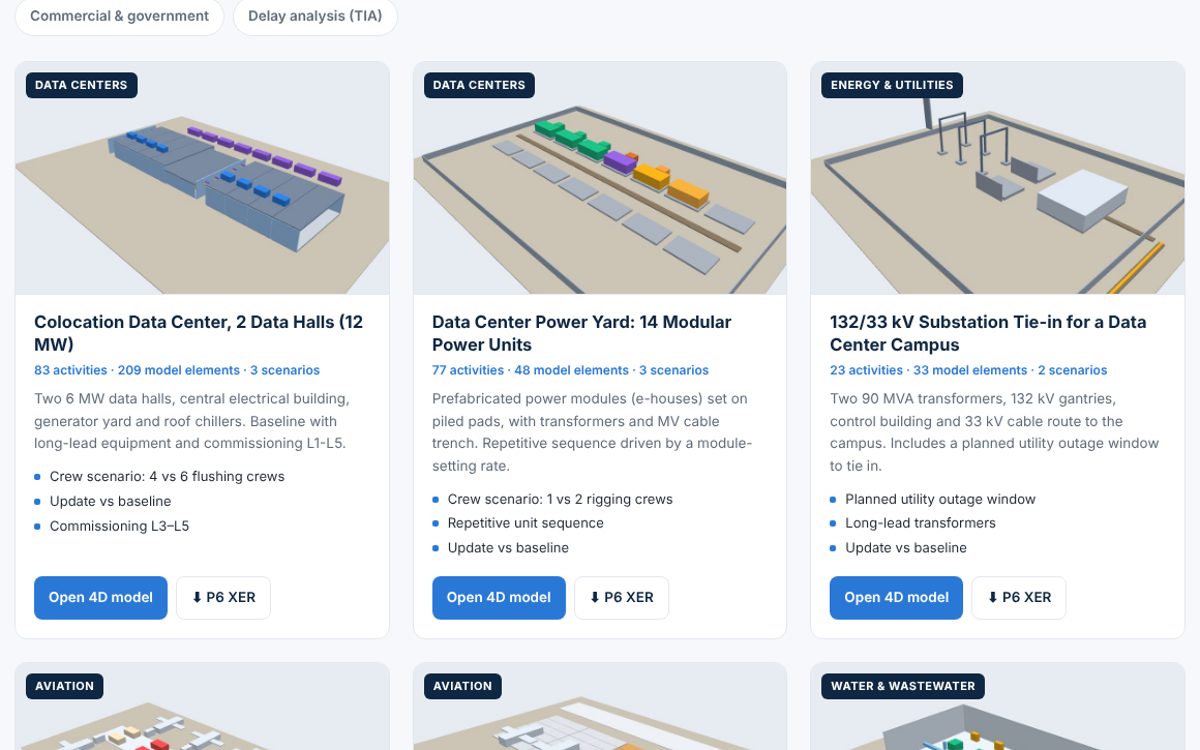 Commercial & government
Delay analysis (TIA)
DATA CENTERS
Colocation Data Center, 2 Data Halls (12
MW)
83 activities · 209 model elements · 3 scenarios
Two 6 MW data halls, central electrical building,
generator yard and roof chillers. Baseline with
long-lead equipment and commissioning L1-L5.
Crew scenario: 4 vs 6 flushing crews
Update vs baseline
Commissioning L3–L5
Open 4D model
⬇ P6 XER
DATA CENTERS
Data Center Power Yard: 14 Modular
Power Units
77 activities · 48 model elements · 3 scenarios
Prefabricated power modules (e-houses) set on
piled pads, with transformers and MV cable
trench. Repetitive sequence driven by a module-
setting rate.
Crew scenario: 1 vs 2 rigging crews
Repetitive unit sequence
Update vs baseline
Open 4D model
⬇ P6 XER
ENERGY & UTILITIES
132/33 kV Substation Tie-in for a Data
Center Campus
23 activities · 33 model elements · 2 scenarios
Two 90 MVA transformers, 132 kV gantries,
control building and 33 kV cable route to the
campus. Includes a planned utility outage window
to tie in.
Planned utility outage window
Long-lead transformers
Update vs baseline
Open 4D model
⬇ P6 XER
AVIATION
AVIATION
WATER & WASTEWATER